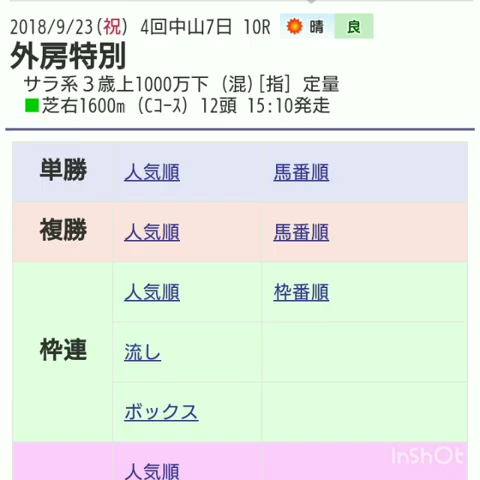 2018/9/23(祝) 4回中山7日 10R 晴 良
外房特別
サラ系３歳上1000万下 (混)[指] 定量
■芝右1600m (Cｺｰｽ) 12頭 15:10発走
単勝 人気順 馬番順
複勝 人気順 馬番順
人気順 枠番順
枠連 流し
ボックス
人気順
InShOt